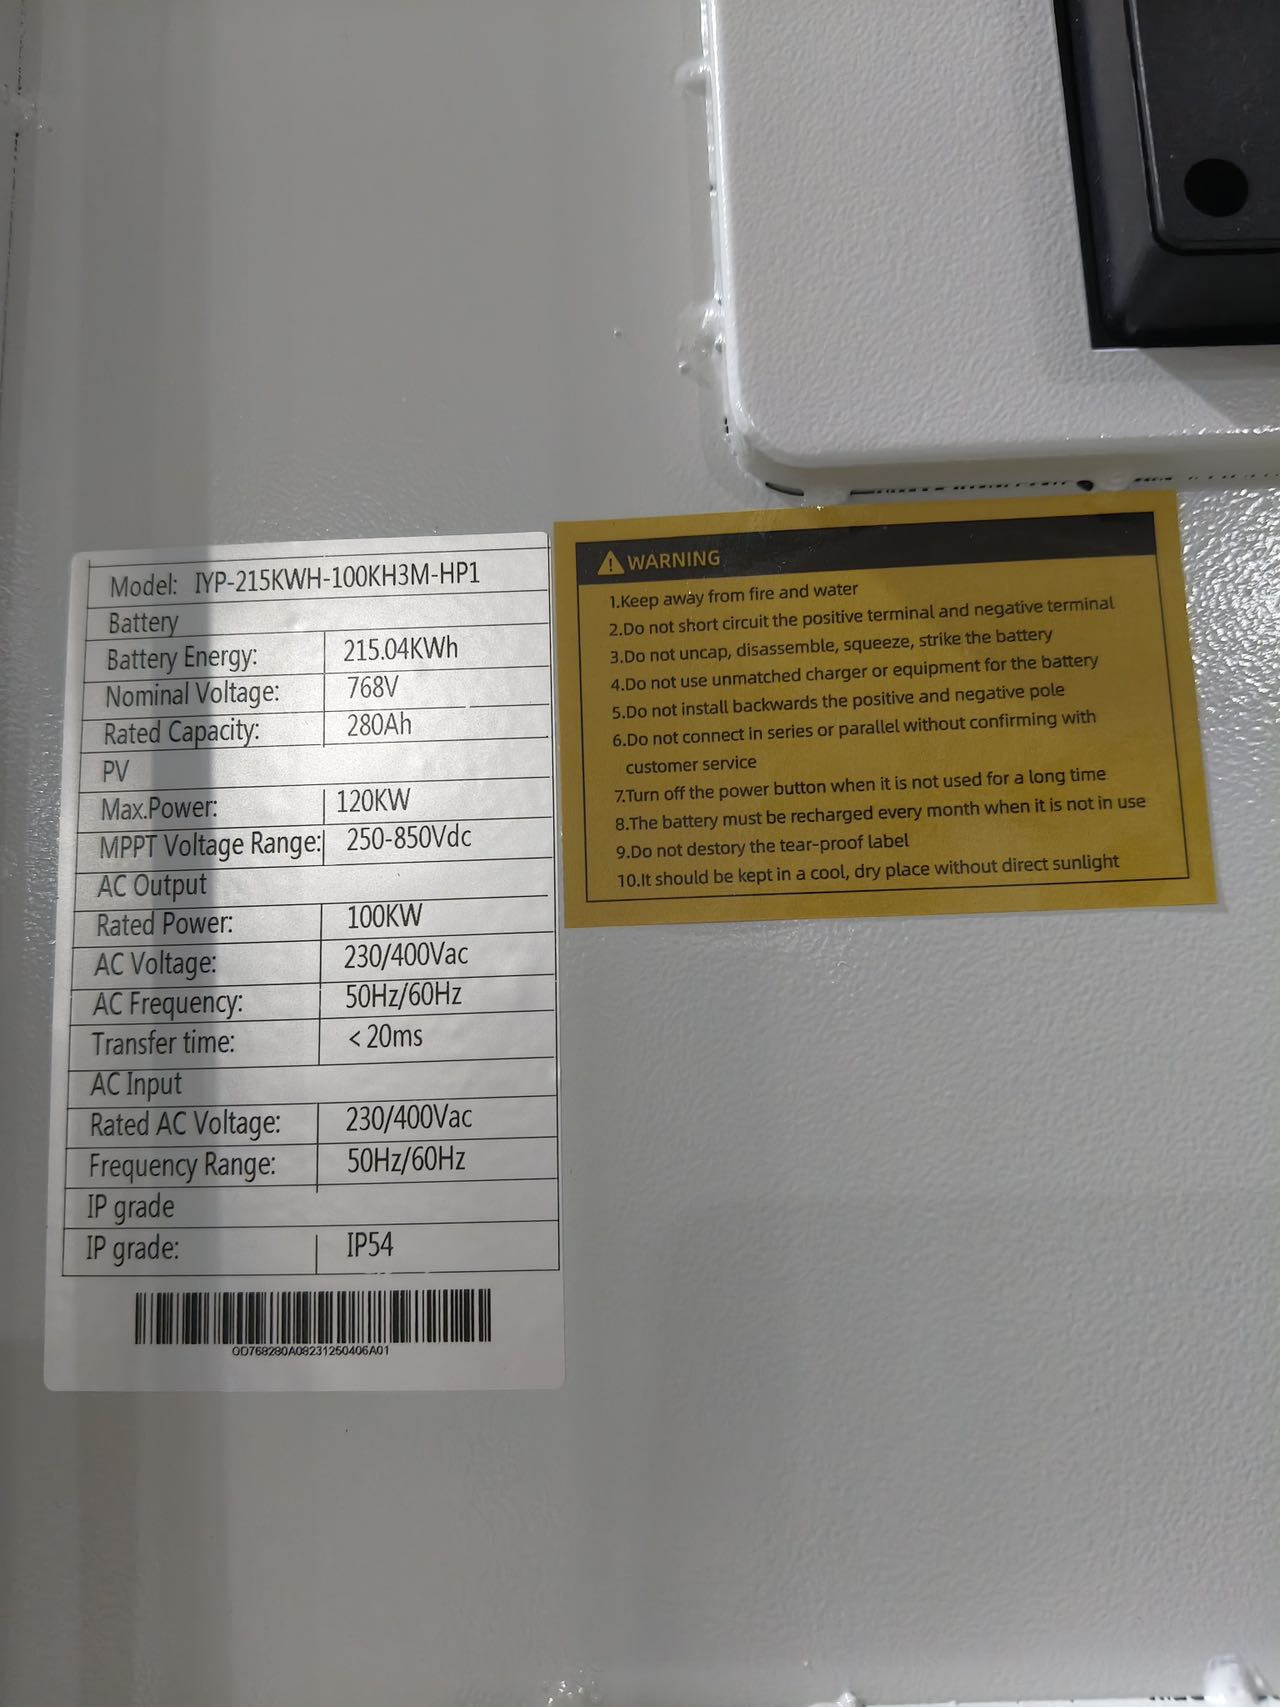 Model: IYP-215KWH-100KH3M-HP1
Battery
Battery Energy: 215.04KWh
Nominal Voltage: 768V
Rated Capacity: 280Ah
PV
Max.Power: 120KW
MPPT Voltage Range: 250-850Vdc
AC Output
Rated Power: 100KW
AC Voltage: 230/400Vac
AC Frequency: 50Hz/60Hz
Transfer time: <20ms
AC Input
Rated AC Voltage: 230/400Vac
Frequency Range: 50Hz/60Hz
IP grade
IP grade: IP54
OD768280A08231250406A01
WARNING
1.Keep away from fire and water
2.Do not short circuit the positive terminal and negative terminal
3.Do not uncap, disassemble, squeeze, strike the battery
4.Do not use unmatched charger or equipment for the battery
5.Do not install backwards the positive and negative pole
6.Do not connect in series or parallel without confirming with
customer service
7.Turn off the power button when it is not used for a long time
8.The battery must be recharged every month when it is not in use
9.Do not destory the tear-proof label
10.It should be kept in a cool, dry place without direct sunlight